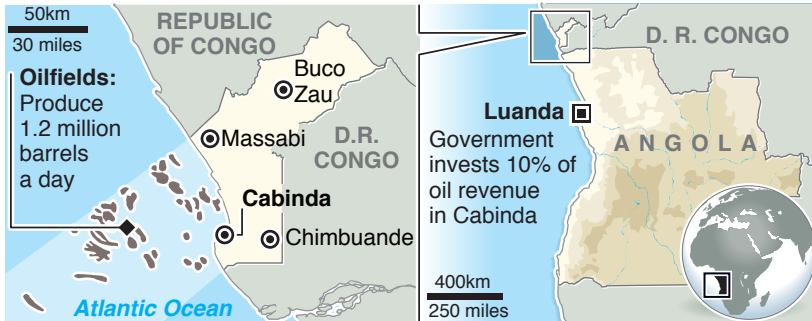 50km
30 miles
REPUBLIC
OF CONGO
Oilfields:
Produce
1.2 million
barrels
a day
Buco
Zau
Massabi
D.R.
CONGO
Cabinda
Chimbuande
Atlantic Ocean
D. R. CONGO
Luanda
Government
invests 10% of
oil revenue
in Cabinda
ANGOLA
400km
250 miles